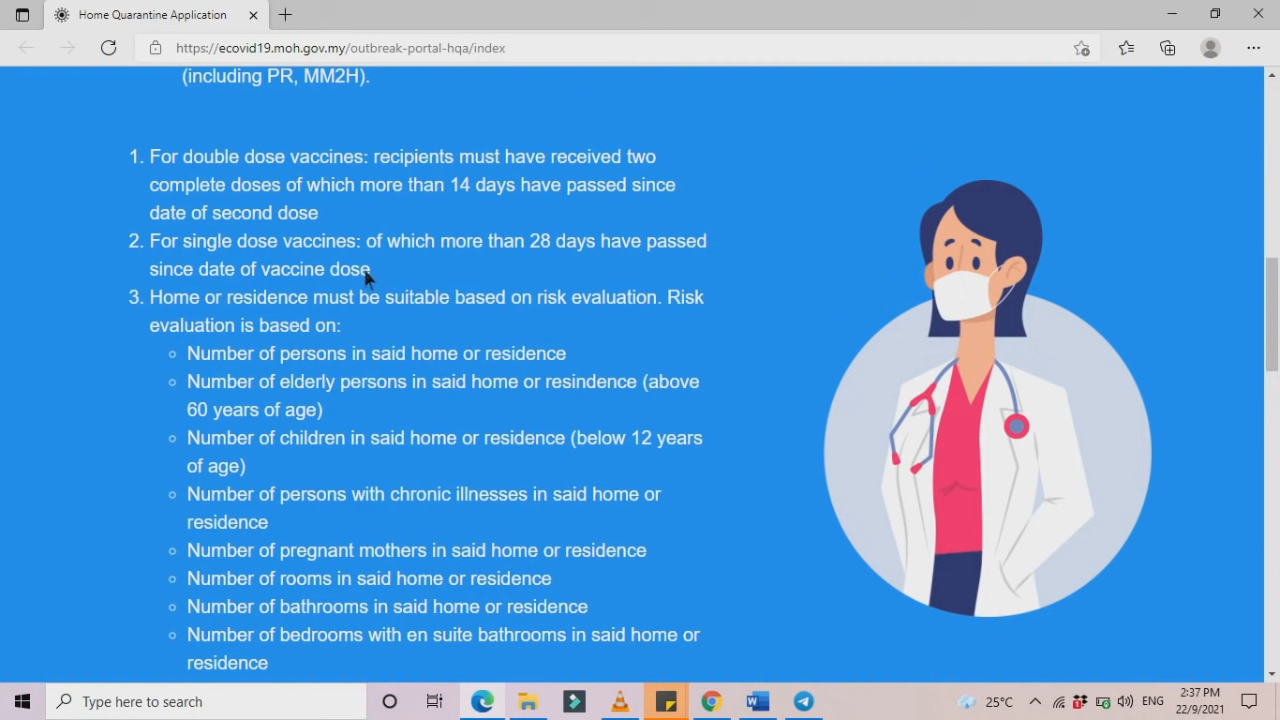 Home Quarantine Application
https://ecovid19.moh.gov.my/outbreak-portal-hqa/index
(including PR, MM2H).
1. For double dose vaccines: recipients must have received two
complete doses of which more than 14 days have passed since
date of second dose
2. For single dose vaccines: of which more than 28 days have passed
since date of vaccine dose
3. Home or residence must be suitable based on risk evaluation. Risk
evaluation is based on:
Number of persons in said home or residence
Number of elderly persons in said home or resindence (above
60 years of age)
Number of children in said home or residence (below 12 years
of age)
Number of persons with chronic illnesses in said home or
residence
Number of pregnant mothers in said home or residence
Number of rooms in said home or residence
Number of bathrooms in said home or residence
Number of bedrooms with en suite bathrooms in said home or
residence
Type here to search
25°C
ENG
2:37 PM
22/9/2021